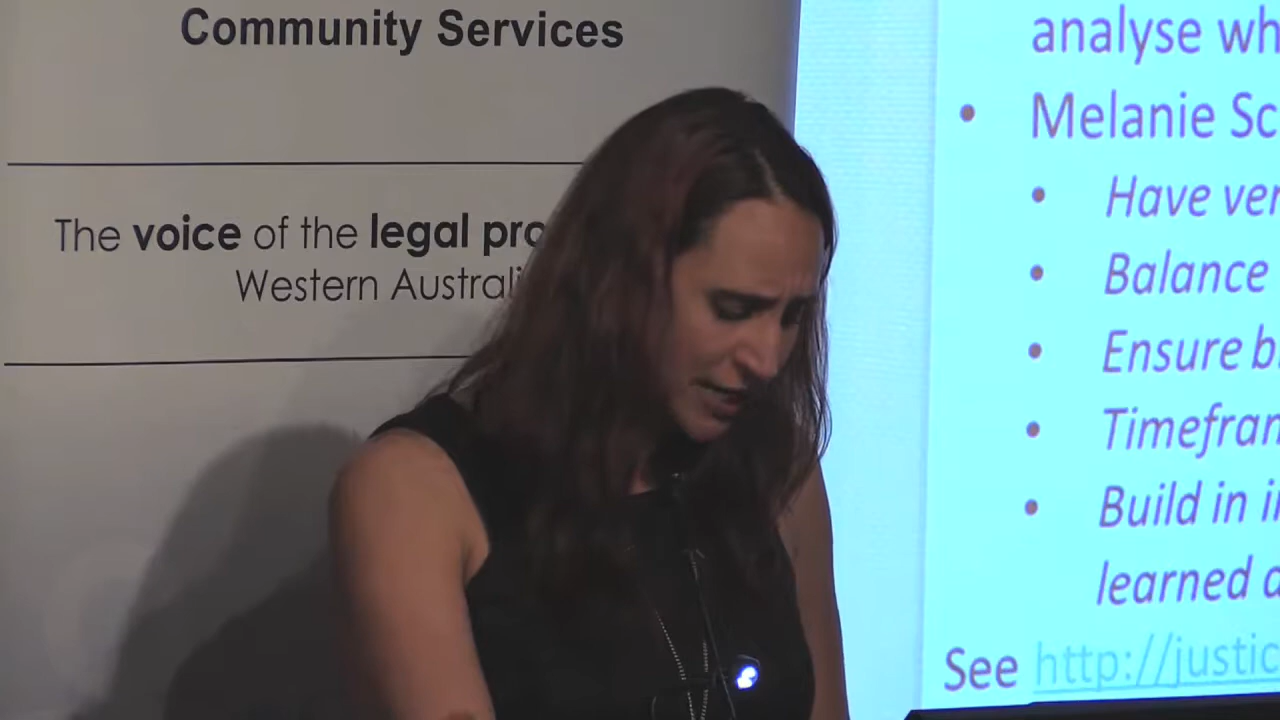 Community Services
The voice of the legal pro
Western Australi
analyse wh
• Melanie Sc
• Have ver
• Balance
• Ensure b
• Timefran
• Build in i
learned a
See http://justic